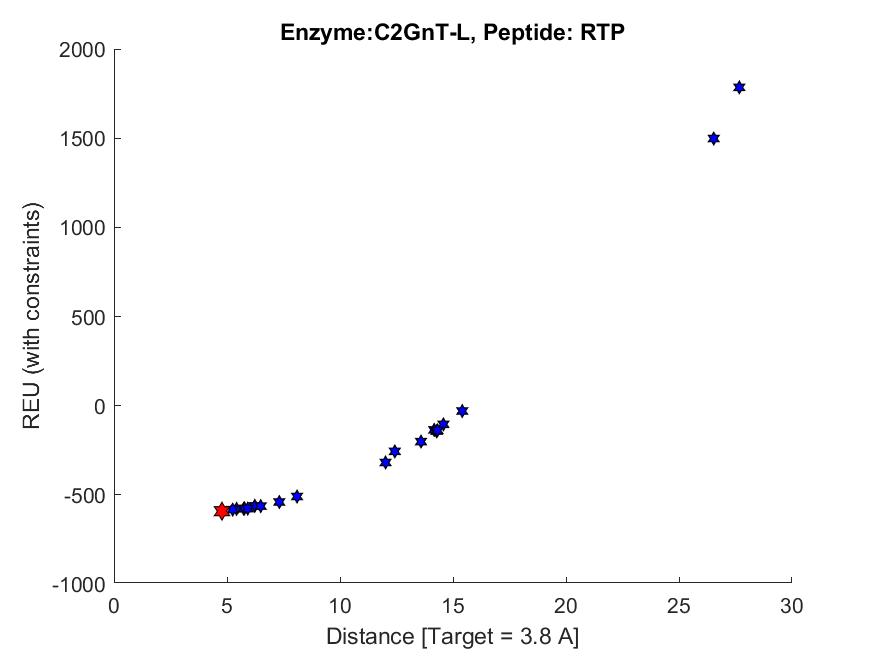 Enzyme:C2GnT-L, Peptide: RTP
2000
1500
1000
500
0
-500
-1000
REU (with constraints)
0 5 10 15 20 25 30
Distance [Target = 3.8 A]